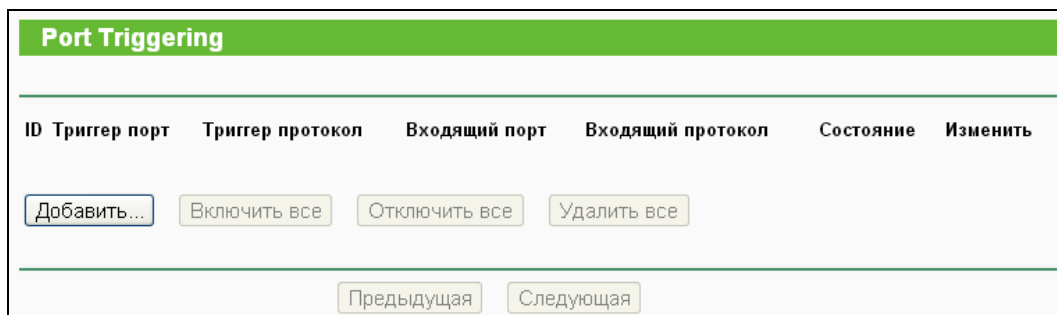 Port Triggering
ID Триггер порт Триггер протокол Входящий порт Входящий протокол Состояние Изменить
Добавить... Включить все Отключить все Удалить все
Предыдущая Следующая